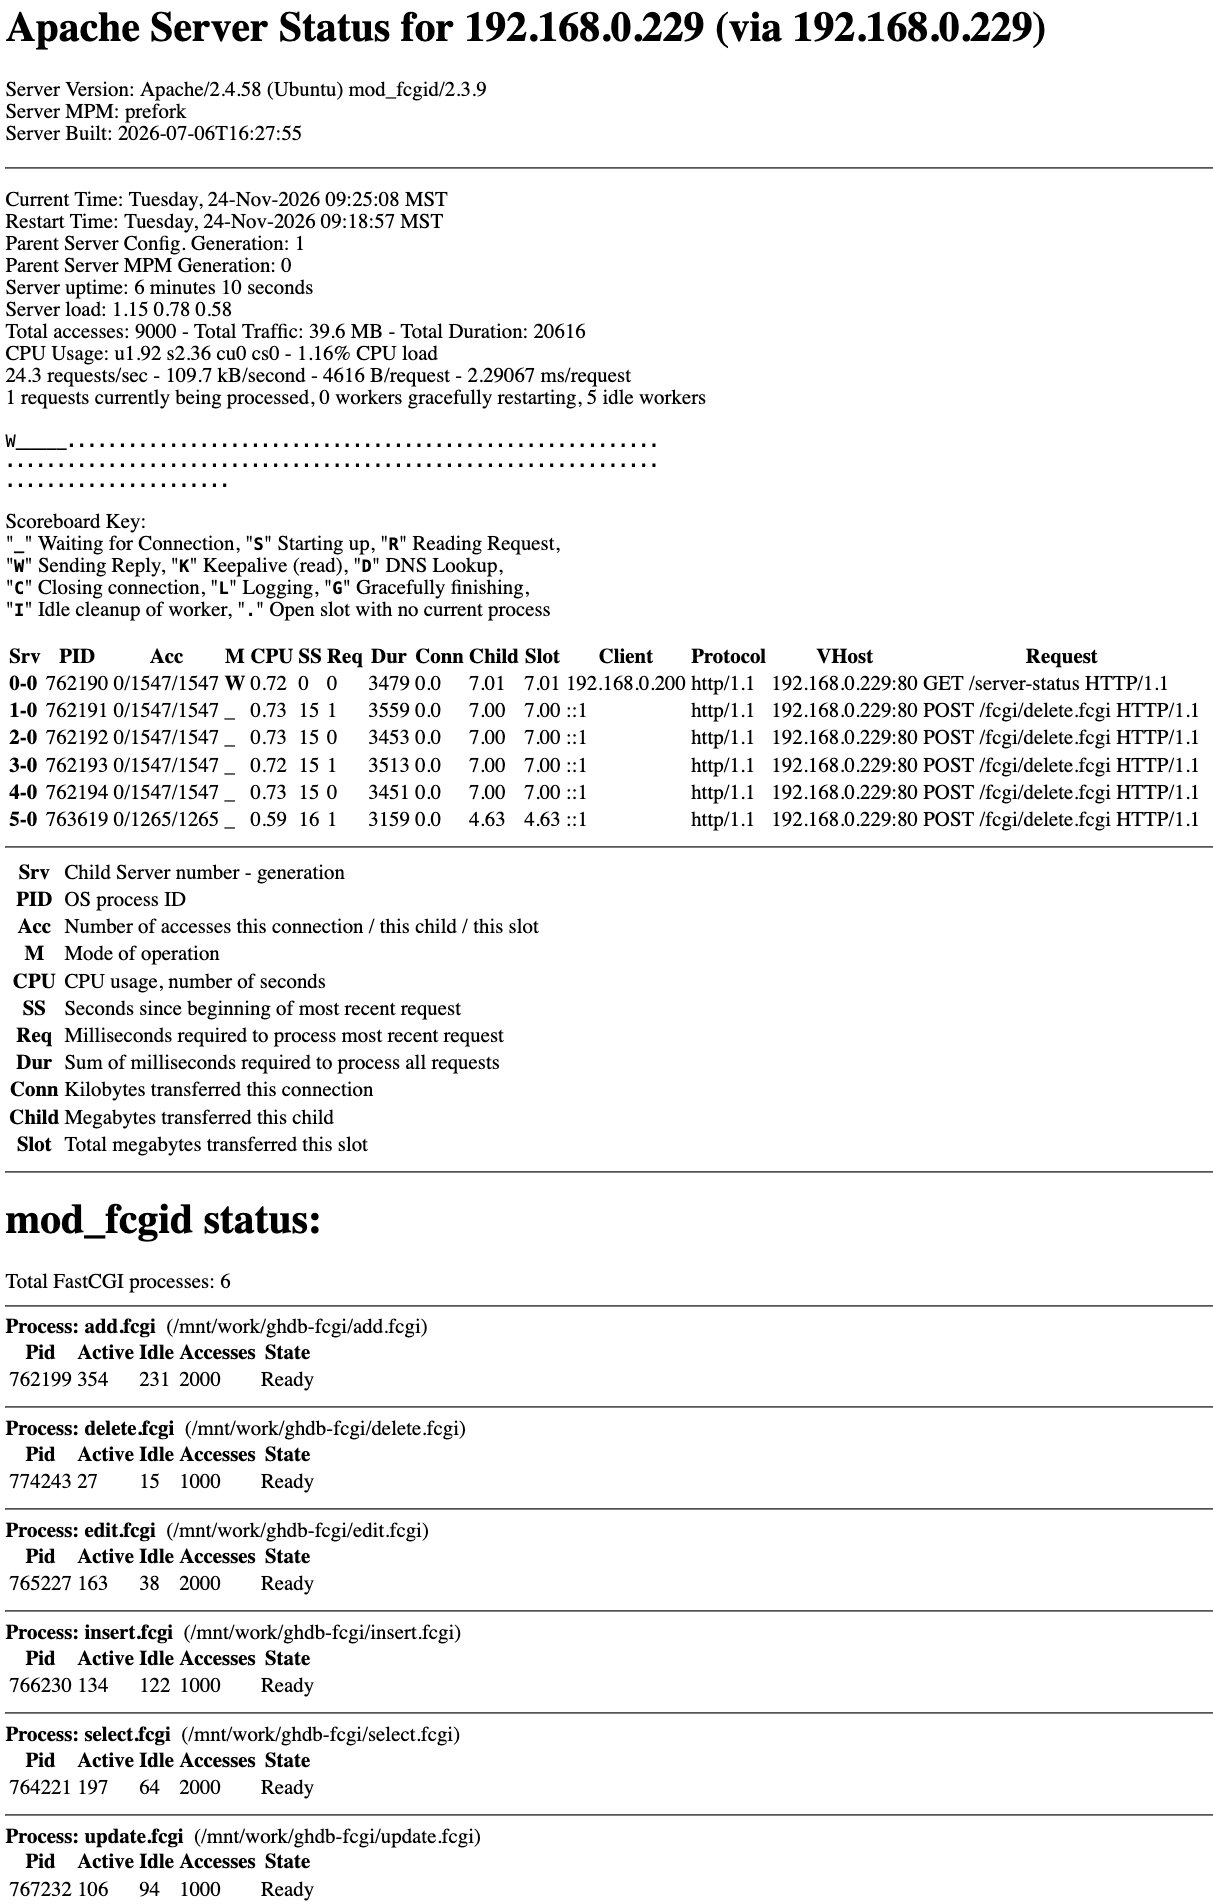 Apache Server Status for 192.168.0.229 (via 192.168.0.229)
Server Version: Apache/2.4.58 (Ubuntu) mod_fcgid/2.3.9
Server MPM: prefork
Server Built: 2026-07-06T16:27:55
Current Time: Tuesday, 24-Nov-2026 09:25:08 MST
Restart Time: Tuesday, 24-Nov-2026 09:18:57 MST
Parent Server Config. Generation: 1
Parent Server MPM Generation: 0
Server uptime: 6 minutes 10 seconds
Server load: 1.15 0.78 0.58
Total accesses: 9000 - Total Traffic: 39.6 MB - Total Duration: 20616
CPU Usage: u1.92 s2.36 cu0 cs0 - 1.16% CPU load
24.3 requests/sec - 109.7 kB/second - 4616 B/request - 2.29067 ms/request
1 requests currently being processed, 0 workers gracefully restarting, 5 idle workers
W_____..........................................................
................................................................
......................
Scoreboard Key:
"_" Waiting for Connection, "S" Starting up, "R" Reading Request,
"W" Sending Reply, "K" Keepalive (read), "D" DNS Lookup,
"C" Closing connection, "L" Logging, "G" Gracefully finishing,
"I" Idle cleanup of worker, "." Open slot with no current process
Srv PID Acc M CPU SS Req Dur Conn Child Slot Client Protocol VHost Request
0-0 762190 0/1547/1547 W 0.72 0 0 3479 0.0 7.01 7.01 192.168.0.200 http/1.1 192.168.0.229:80 GET /server-status HTTP/1.1
1-0 762191 0/1547/1547 _ 0.73 15 1 3559 0.0 7.00 7.00 ::1 http/1.1 192.168.0.229:80 POST /fcgi/delete.fcgi HTTP/1.1
2-0 762192 0/1547/1547 _ 0.73 15 0 3453 0.0 7.00 7.00 ::1 http/1.1 192.168.0.229:80 POST /fcgi/delete.fcgi HTTP/1.1
3-0 762193 0/1547/1547 _ 0.72 15 1 3513 0.0 7.00 7.00 ::1 http/1.1 192.168.0.229:80 POST /fcgi/delete.fcgi HTTP/1.1
4-0 762194 0/1547/1547 _ 0.73 15 0 3451 0.0 7.00 7.00 ::1 http/1.1 192.168.0.229:80 POST /fcgi/delete.fcgi HTTP/1.1
5-0 763619 0/1265/1265 _ 0.59 16 1 3159 0.0 4.63 4.63 ::1 http/1.1 192.168.0.229:80 POST /fcgi/delete.fcgi HTTP/1.1
Srv Child Server number - generation
PID OS process ID
Acc Number of accesses this connection / this child / this slot
M Mode of operation
CPU CPU usage, number of seconds
SS Seconds since beginning of most recent request
Req Milliseconds required to process most recent request
Dur Sum of milliseconds required to process all requests
Conn Kilobytes transferred this connection
Child Megabytes transferred this child
Slot Total megabytes transferred this slot
mod_fcgid status:
Total FastCGI processes: 6
Process: add.fcgi (/mnt/work/ghdb-fcgi/add.fcgi)
Pid Active Idle Accesses State
762199 354 231 2000 Ready
Process: delete.fcgi (/mnt/work/ghdb-fcgi/delete.fcgi)
Pid Active Idle Accesses State
774243 27 15 1000 Ready
Process: edit.fcgi (/mnt/work/ghdb-fcgi/edit.fcgi)
Pid Active Idle Accesses State
765227 163 38 2000 Ready
Process: insert.fcgi (/mnt/work/ghdb-fcgi/insert.fcgi)
Pid Active Idle Accesses State
766230 134 122 1000 Ready
Process: select.fcgi (/mnt/work/ghdb-fcgi/select.fcgi)
Pid Active Idle Accesses State
764221 197 64 2000 Ready
Process: update.fcgi (/mnt/work/ghdb-fcgi/update.fcgi)
Pid Active Idle Accesses State
767232 106 94 1000 Ready